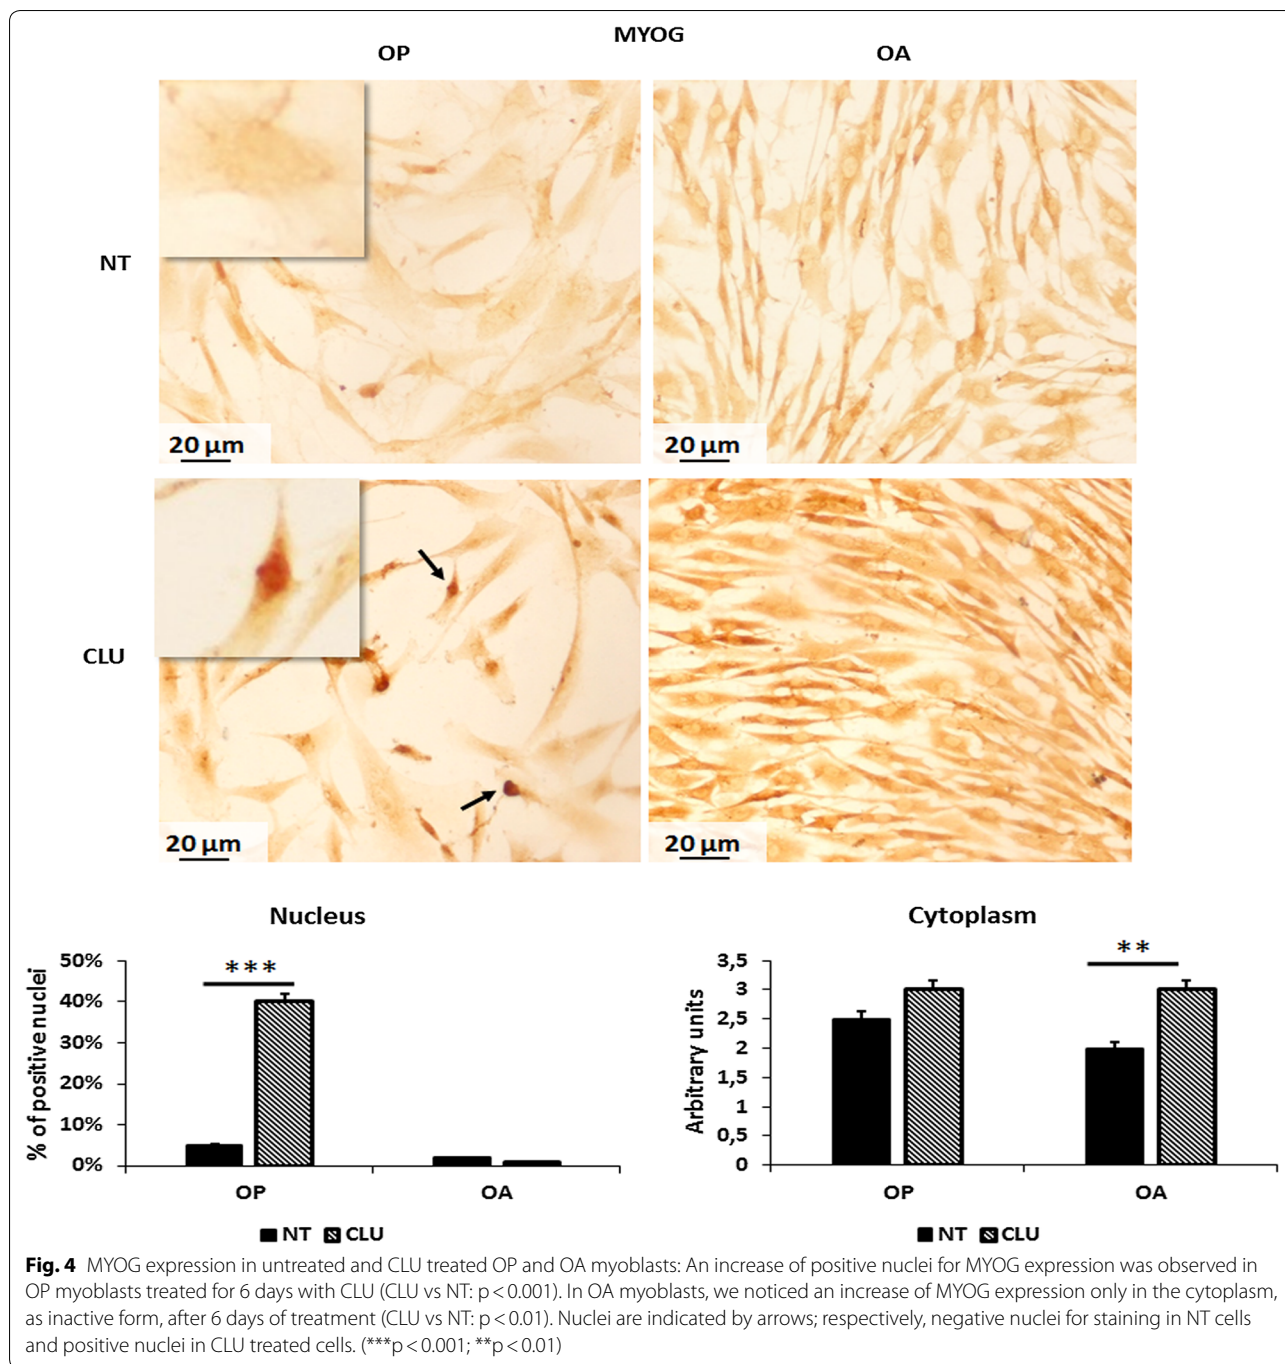 MYOG
OP OA
NT
20 µm 20 µm
CLU
20 µm 20 µm
Nucleus
% of positive nuclei
50%
40%
30%
20%
10%
0%
***
OP OA
NT CLU
Cytoplasm
Arbitrary units
3,5
3
2,5
2
1,5
1
0,5
0
**
OP OA
NT CLU
Fig. 4 MYOG expression in untreated and CLU treated OP and OA myoblasts: An increase of positive nuclei for MYOG expression was observed in
OP myoblasts treated for 6 days with CLU (CLU vs NT: p < 0.001). In OA myoblasts, we noticed an increase of MYOG expression only in the cytoplasm,
as inactive form, after 6 days of treatment (CLU vs NT: p < 0.01). Nuclei are indicated by arrows; respectively, negative nuclei for staining in NT cells
and positive nuclei in CLU treated cells. (***p < 0.001; **p < 0.01)